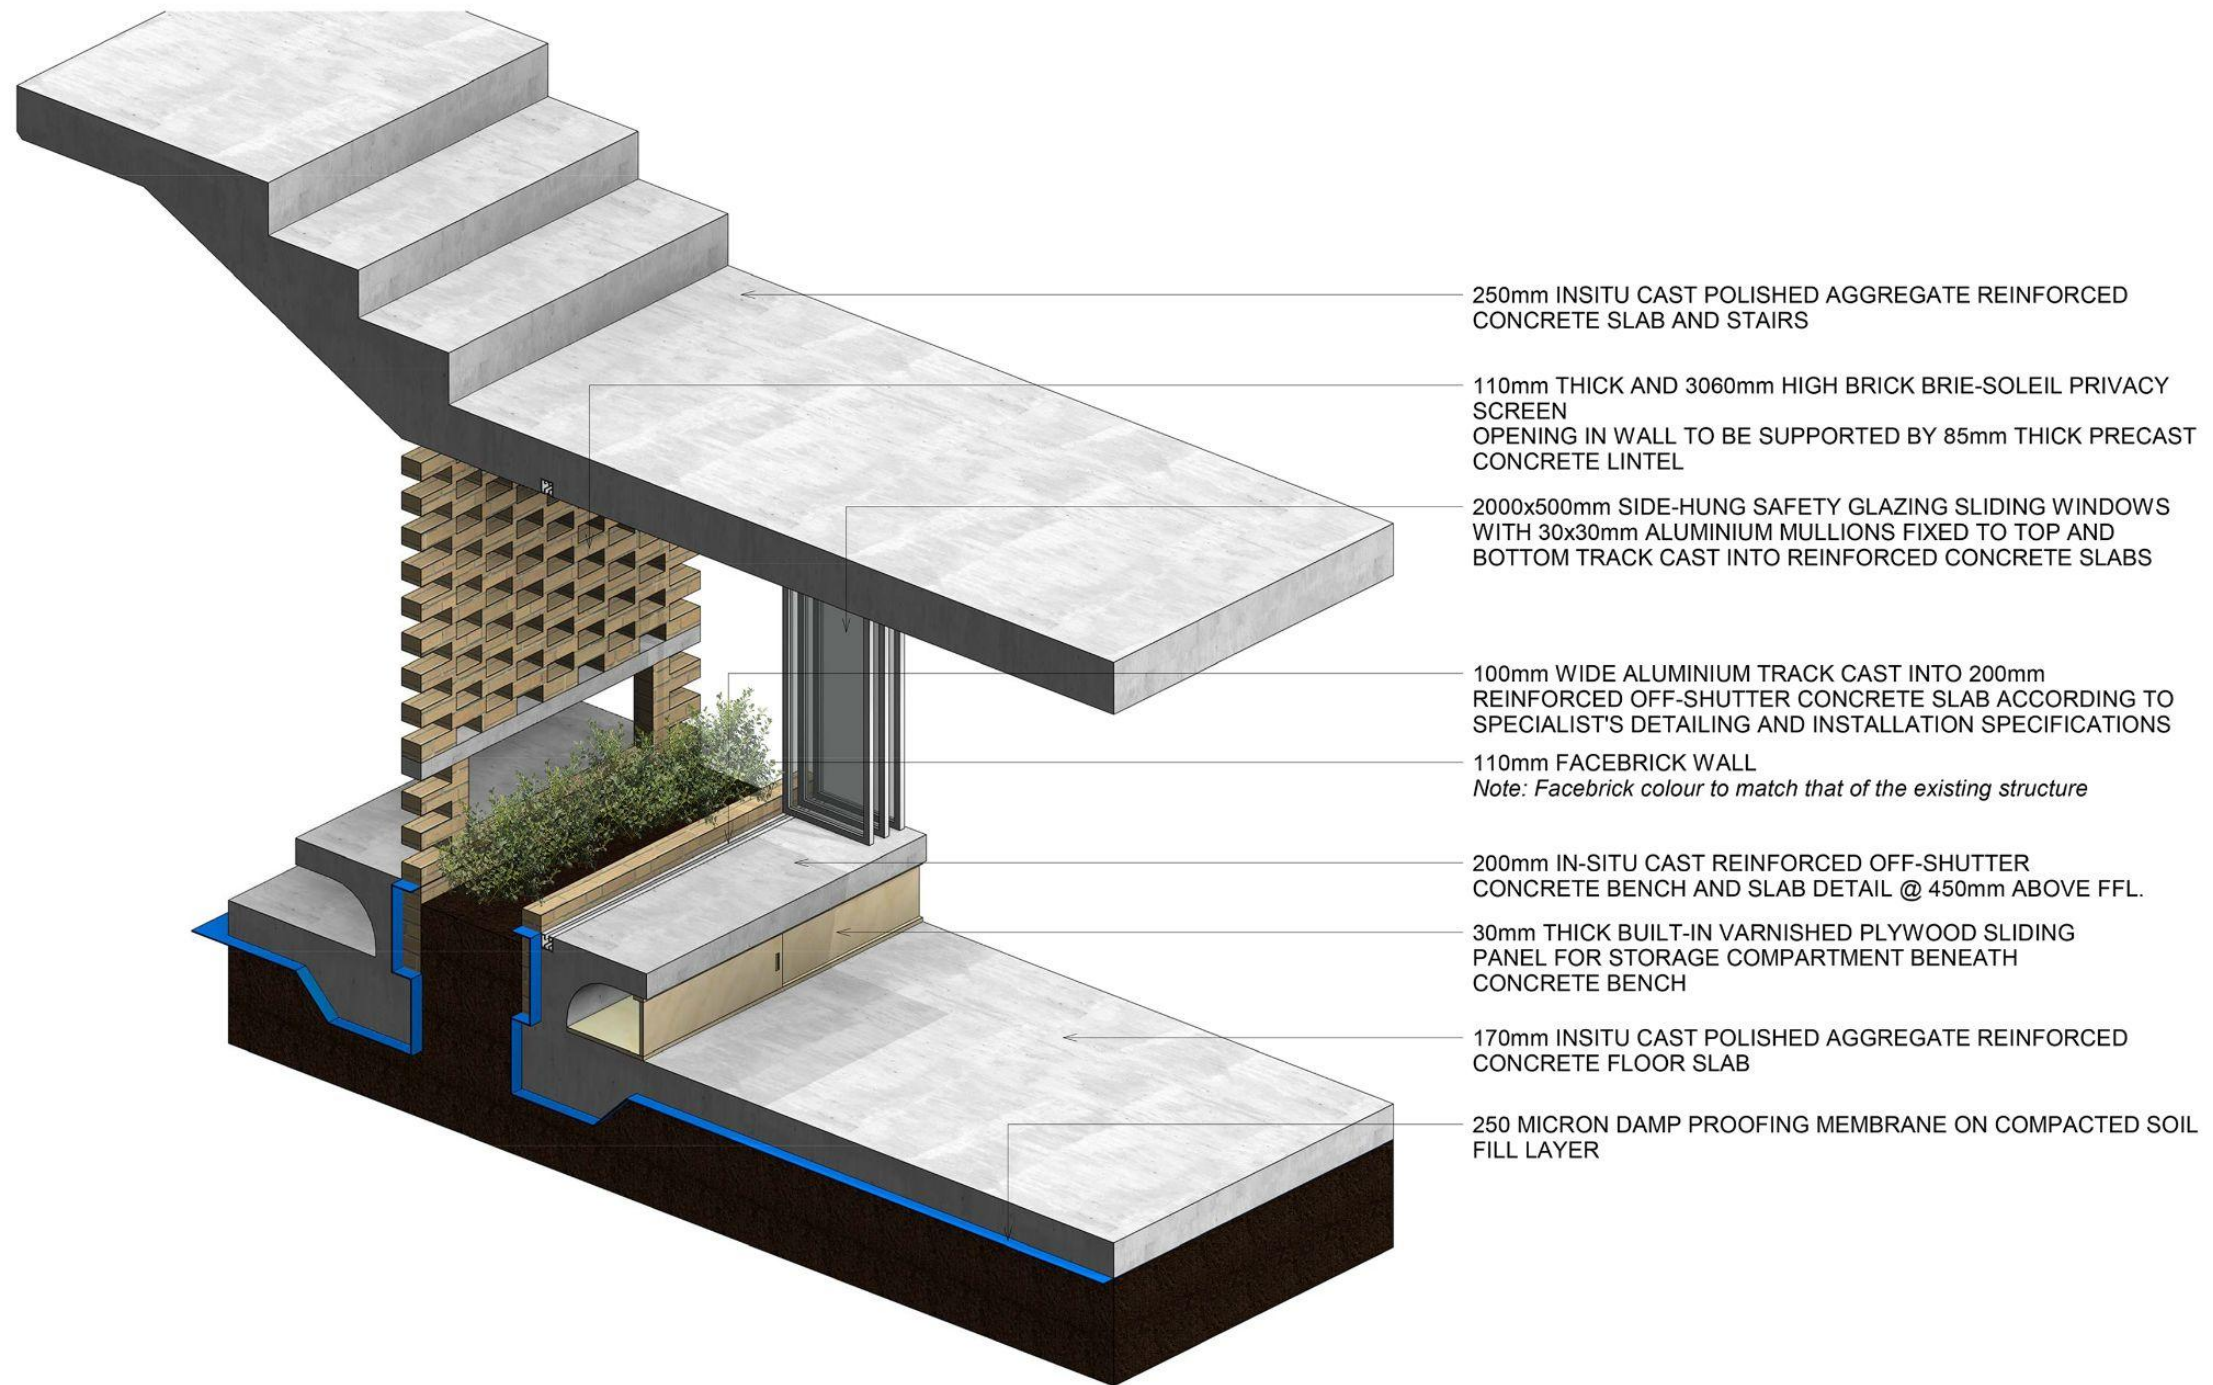 250mm INSITU CAST POLISHED AGGREGATE REINFORCED
CONCRETE SLAB AND STAIRS
110mm THICK AND 3060mm HIGH BRICK BRIE-SOLEIL PRIVACY
SCREEN
OPENING IN WALL TO BE SUPPORTED BY 85mm THICK PRECAST
CONCRETE LINTEL
2000x500mm SIDE-HUNG SAFETY GLAZING SLIDING WINDOWS
WITH 30x30mm ALUMINIUM MULLIONS FIXED TO TOP AND
BOTTOM TRACK CAST INTO REINFORCED CONCRETE SLABS
100mm WIDE ALUMINIUM TRACK CAST INTO 200mm
REINFORCED OFF-SHUTTER CONCRETE SLAB ACCORDING TO
SPECIALIST'S DETAILING AND INSTALLATION SPECIFICATIONS
110mm FACEBRICK WALL
Note: Facebrick colour to match that of the existing structure
200mm IN-SITU CAST REINFORCED OFF-SHUTTER
CONCRETE BENCH AND SLAB DETAIL @ 450mm ABOVE FFL.
30mm THICK BUILT-IN VARNISHED PLYWOOD SLIDING
PANEL FOR STORAGE COMPARTMENT BENEATH
CONCRETE BENCH
170mm INSITU CAST POLISHED AGGREGATE REINFORCED
CONCRETE FLOOR SLAB
250 MICRON DAMP PROOFING MEMBRANE ON COMPACTED SOIL
FILL LAYER